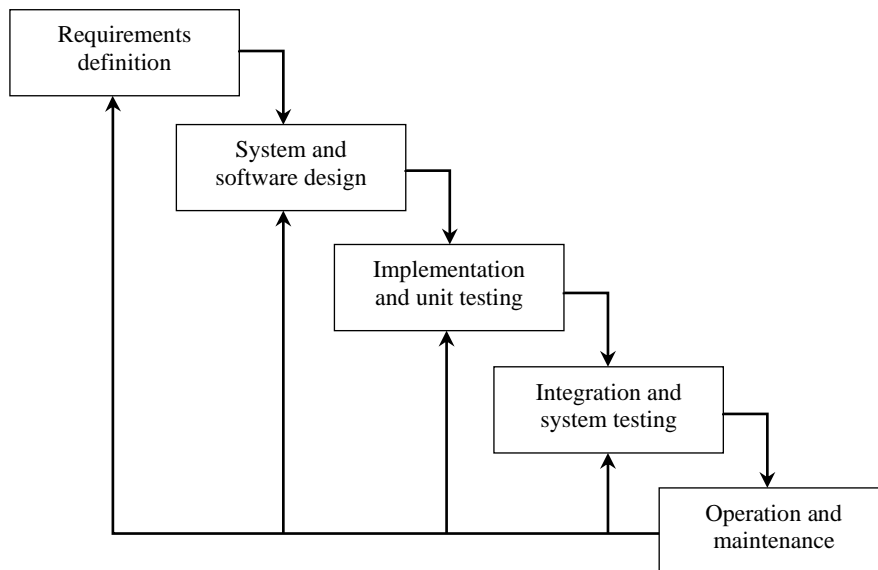 Requirements
definition
System and
software design
Implementation
and unit testing
Integration and
system testing
Operation and
maintenance